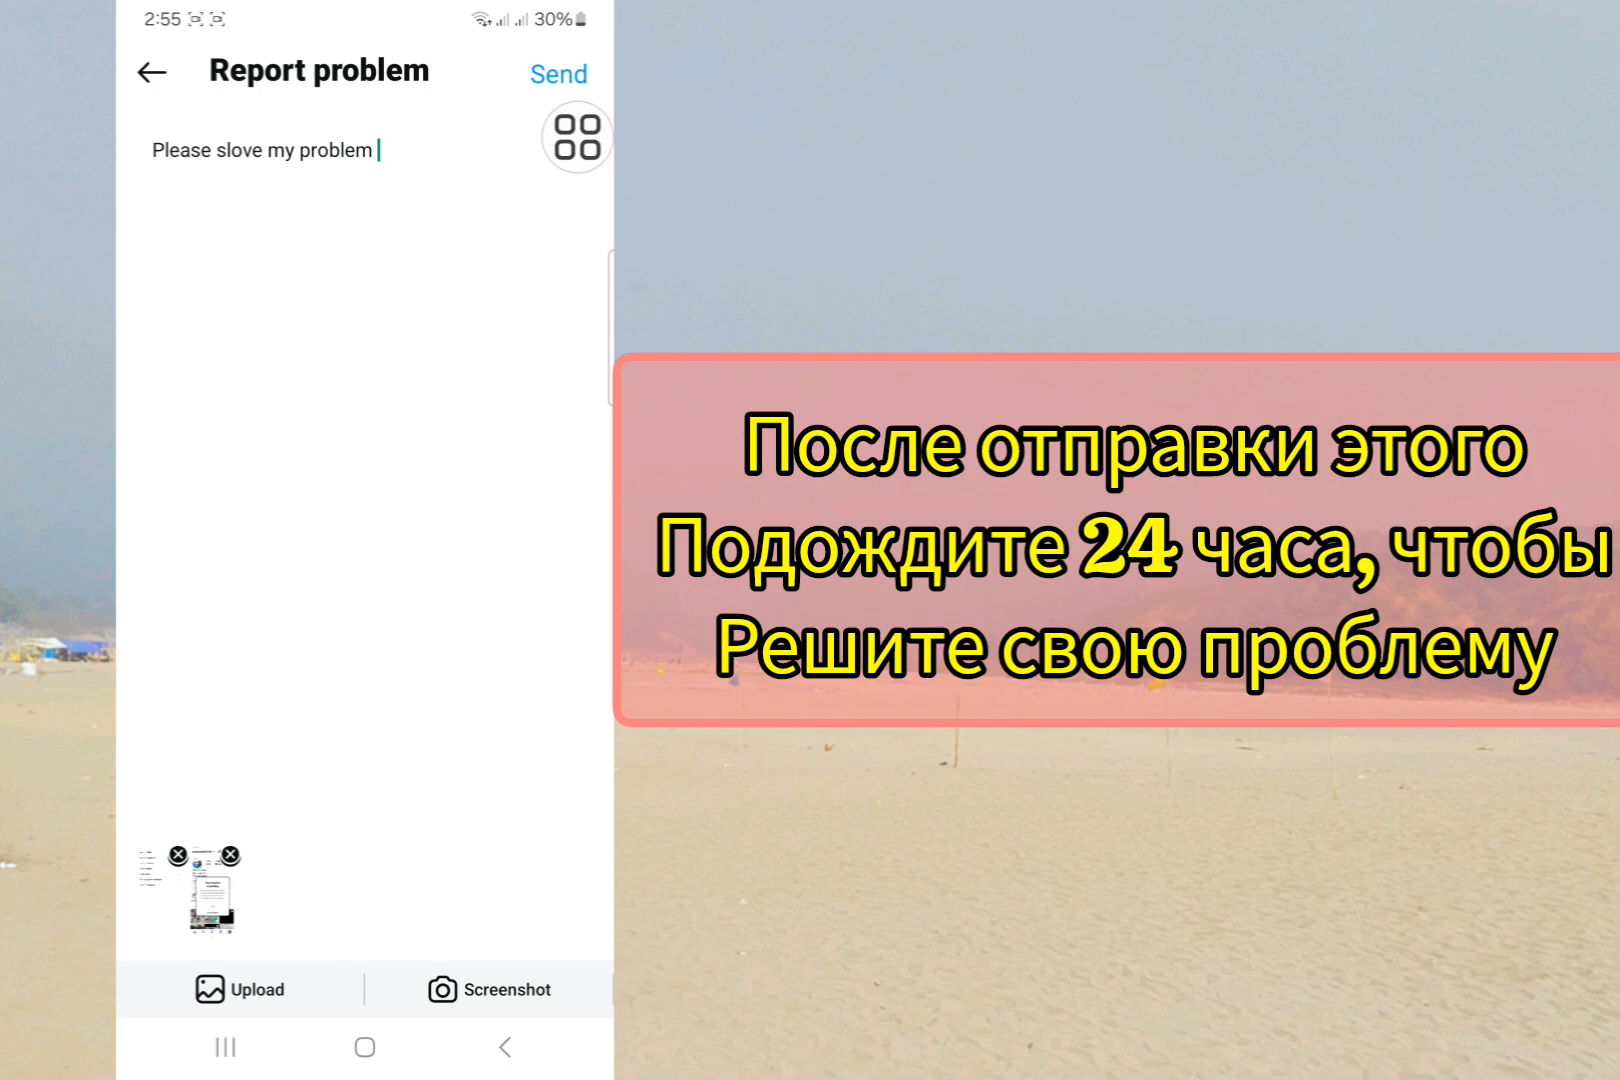 2:55
30%
Report problem
Send
Please slove my problem
После отправки этого
Подождите 24 часа, чтобы
Решите свою проблему
Upload
Screenshot